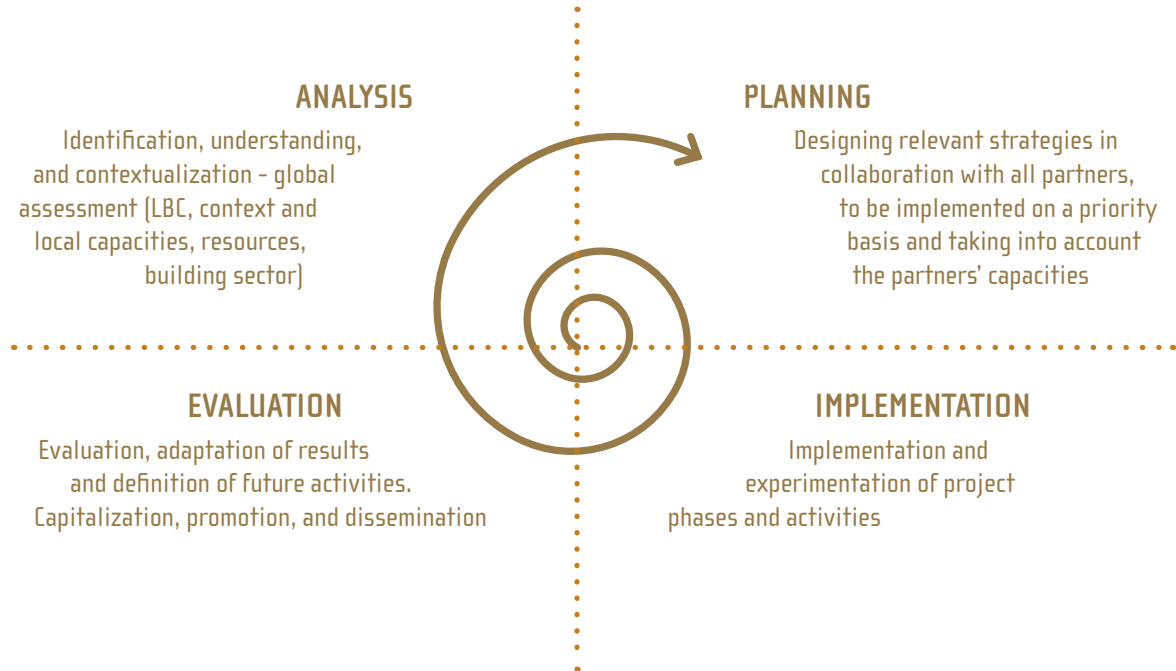 ANALYSIS
Identification, understanding,
and contextualization - global
assessment (LBC, context and
local capacities, resources,
building sector)
PLANNING
Designing relevant strategies in
collaboration with all partners,
to be implemented on a priority
basis and taking into account
the partners' capacities
EVALUATION
Evaluation, adaptation of results
and definition of future activities.
Capitalization, promotion, and dissemination
IMPLEMENTATION
Implementation and
experimentation of project
phases and activities